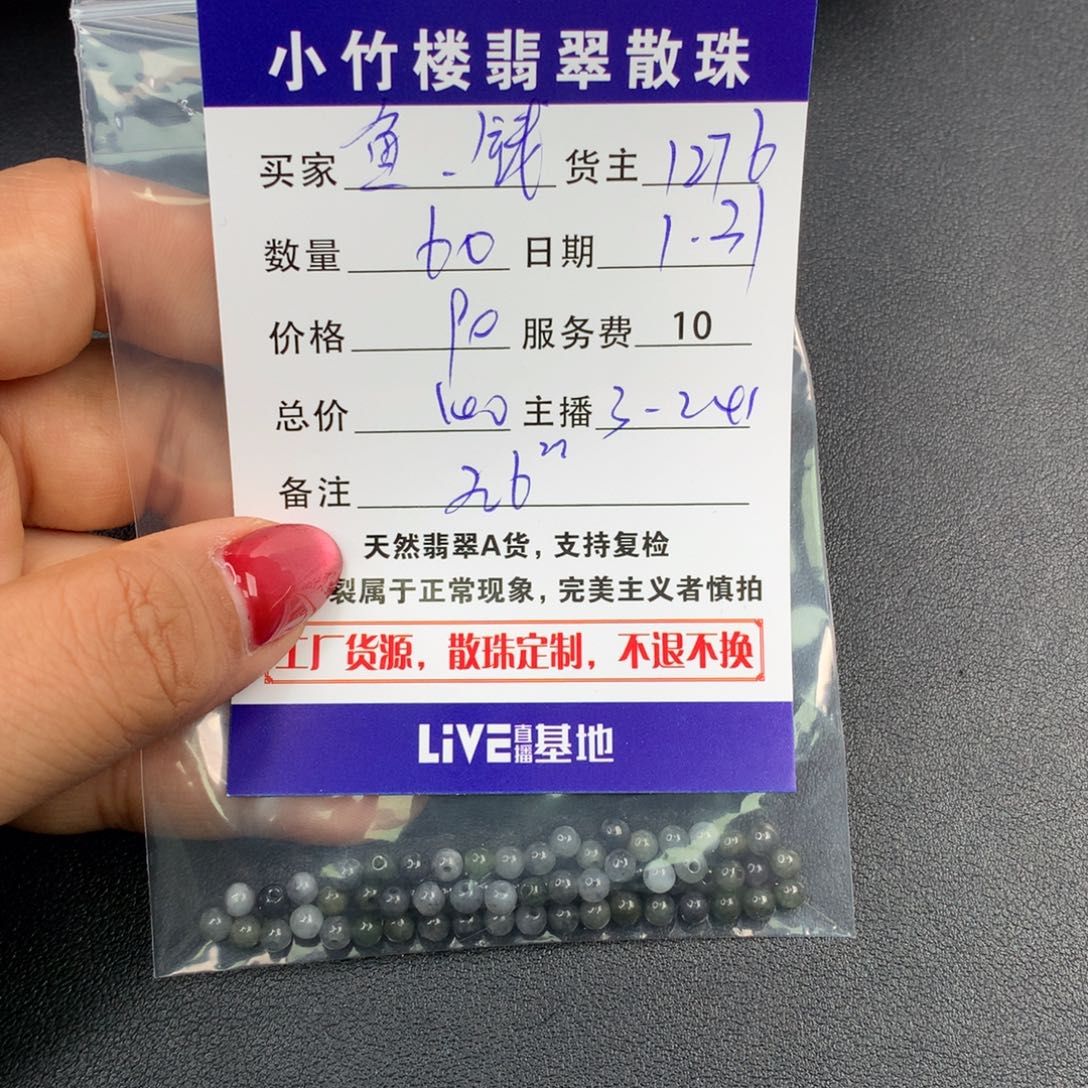 小竹楼翡翠散珠
买家 鱼.钱 货主 1276
数量 60 日期 1.21
价格 90 服务费 10
总价 100 主播 3-241
备注
天然翡翠A货，支持复检
裂属于正常现象，完美主义者慎拍
工厂货源，散珠定制，不退不换
LiVE直播基地